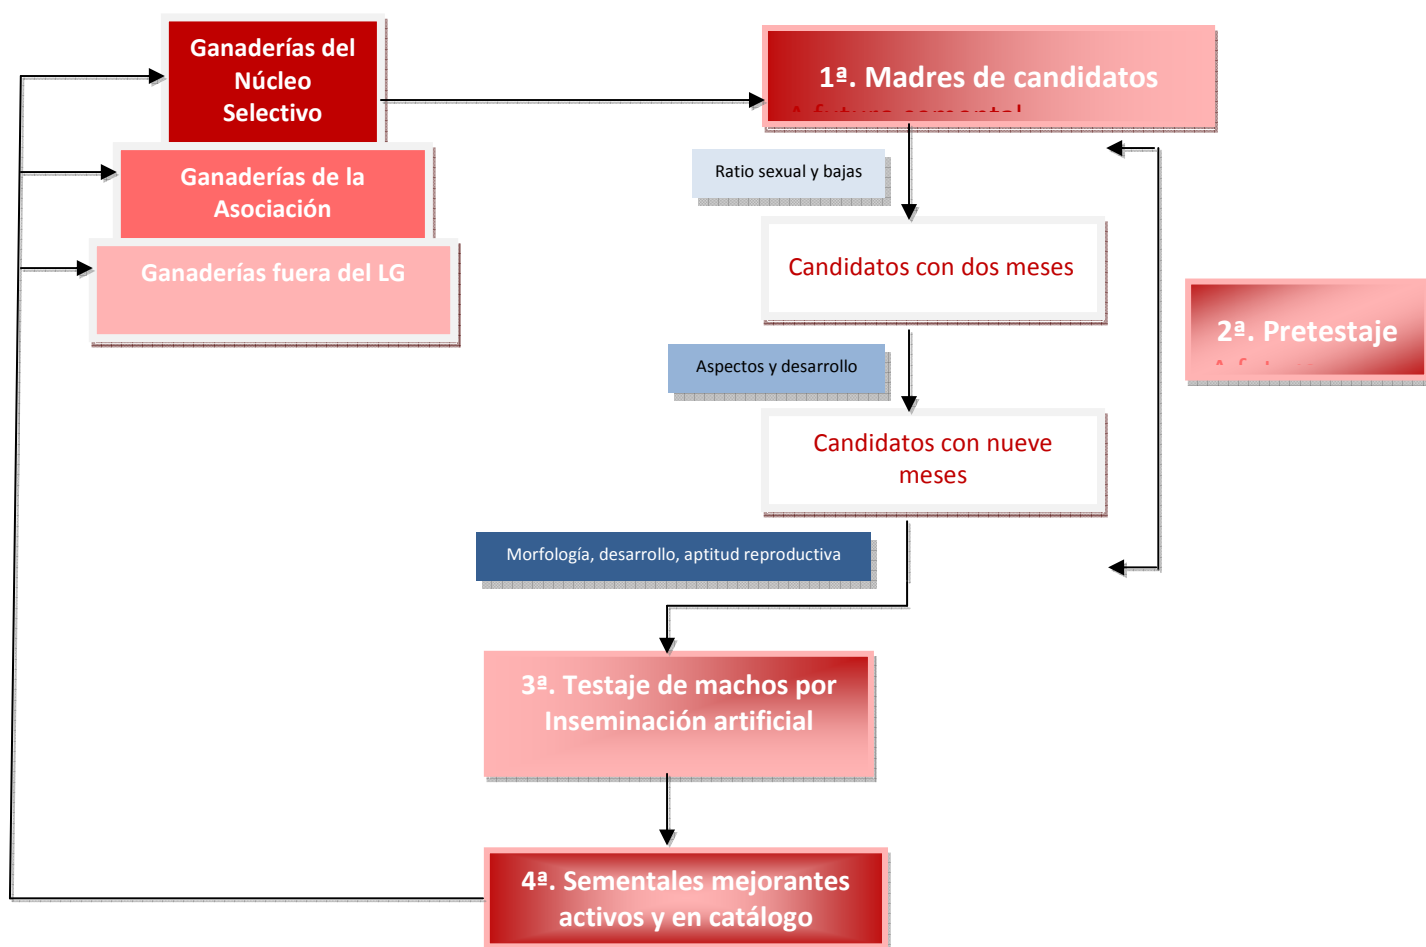 Ganaderías del
Núcleo
Selectivo
Ganaderías de la
Asociación
Ganaderías fuera del LG
1ª. Madres de candidatos
Ratio sexual y bajas
Candidatos con dos meses
Aspectos y desarrollo
Candidatos con nueve
meses
2ª. Pretestaje
Morfología, desarrollo, aptitud reproductiva
3ª. Testaje de machos por
Inseminación artificial
4ª. Sementales mejorantes
activos y en catálogo